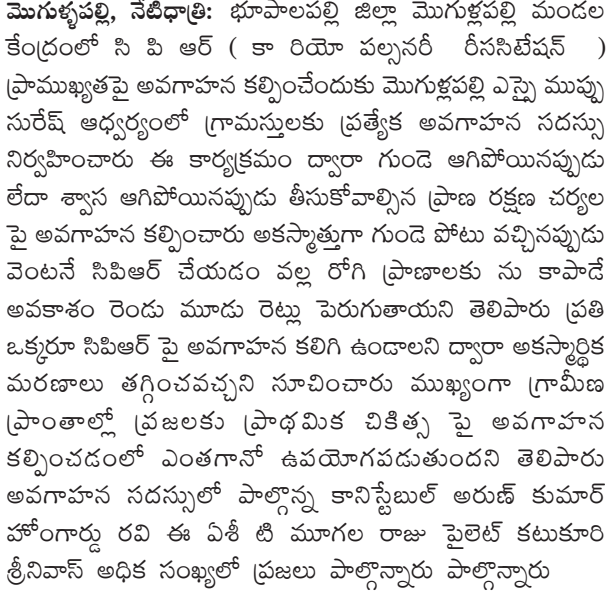 మొగుళ్ళపల్లి, నేటిధాత్రి: భూపాలపల్లి జిల్లా మొగుళ్లపల్లి మండల
కేంద్రంలో సి పి ఆర్ ( కా రియో పల్సనరీ రీససిటేషన్ )
ప్రాముఖ్యతపై అవగాహన కల్పించేందుకు మొగుళ్లపల్లి ఎస్పై ముప్పు
సురేష్ ఆధ్వర్యంలో గ్రామస్తులకు ప్రత్యేక అవగాహన సదస్సు
నిర్వహించారు ఈ కార్యక్రమం ద్వారా గుండె ఆగిపోయినప్పుడు
లేదా శ్వాస ఆగిపోయినప్పుడు తీసుకోవాల్సిన ప్రాణ రక్షణ చర్యల
పై అవగాహన కల్పించారు అకస్మాత్తుగా గుండె పోటు వచ్చినప్పుడు
వెంటనే సిపిఆర్ చేయడం వల్ల రోగి ప్రాణాలకు ను కాపాడే
అవకాశం రెండు మూడు రెట్లు పెరుగుతాయని తెలిపారు ప్రతి
ఒక్కరూ సిపిఆర్ పై అవగాహన కలిగి ఉండాలని ద్వారా అకస్మార్థిక
మరణాలు తగ్గించవచ్చని సూచించారు ముఖ్యంగా గ్రామీణ
ప్రాంతాల్లో ప్రజలకు ప్రాథమిక చికిత్స పై అవగాహన
కల్పించడంలో ఎంతగానో ఉపయోగపడుతుందని తెలిపారు
అవగాహన సదస్సులో పాల్గొన్న కానిస్టేబుల్ అరుణ్ కుమార్
హోంగార్డు రవి ఈ ఏశీ టి మూగల రాజు పైలెట్ కటుకూరి
శ్రీనివాస్ అధిక సంఖ్యలో ప్రజలు పాల్గొన్నారు పాల్గొన్నారు